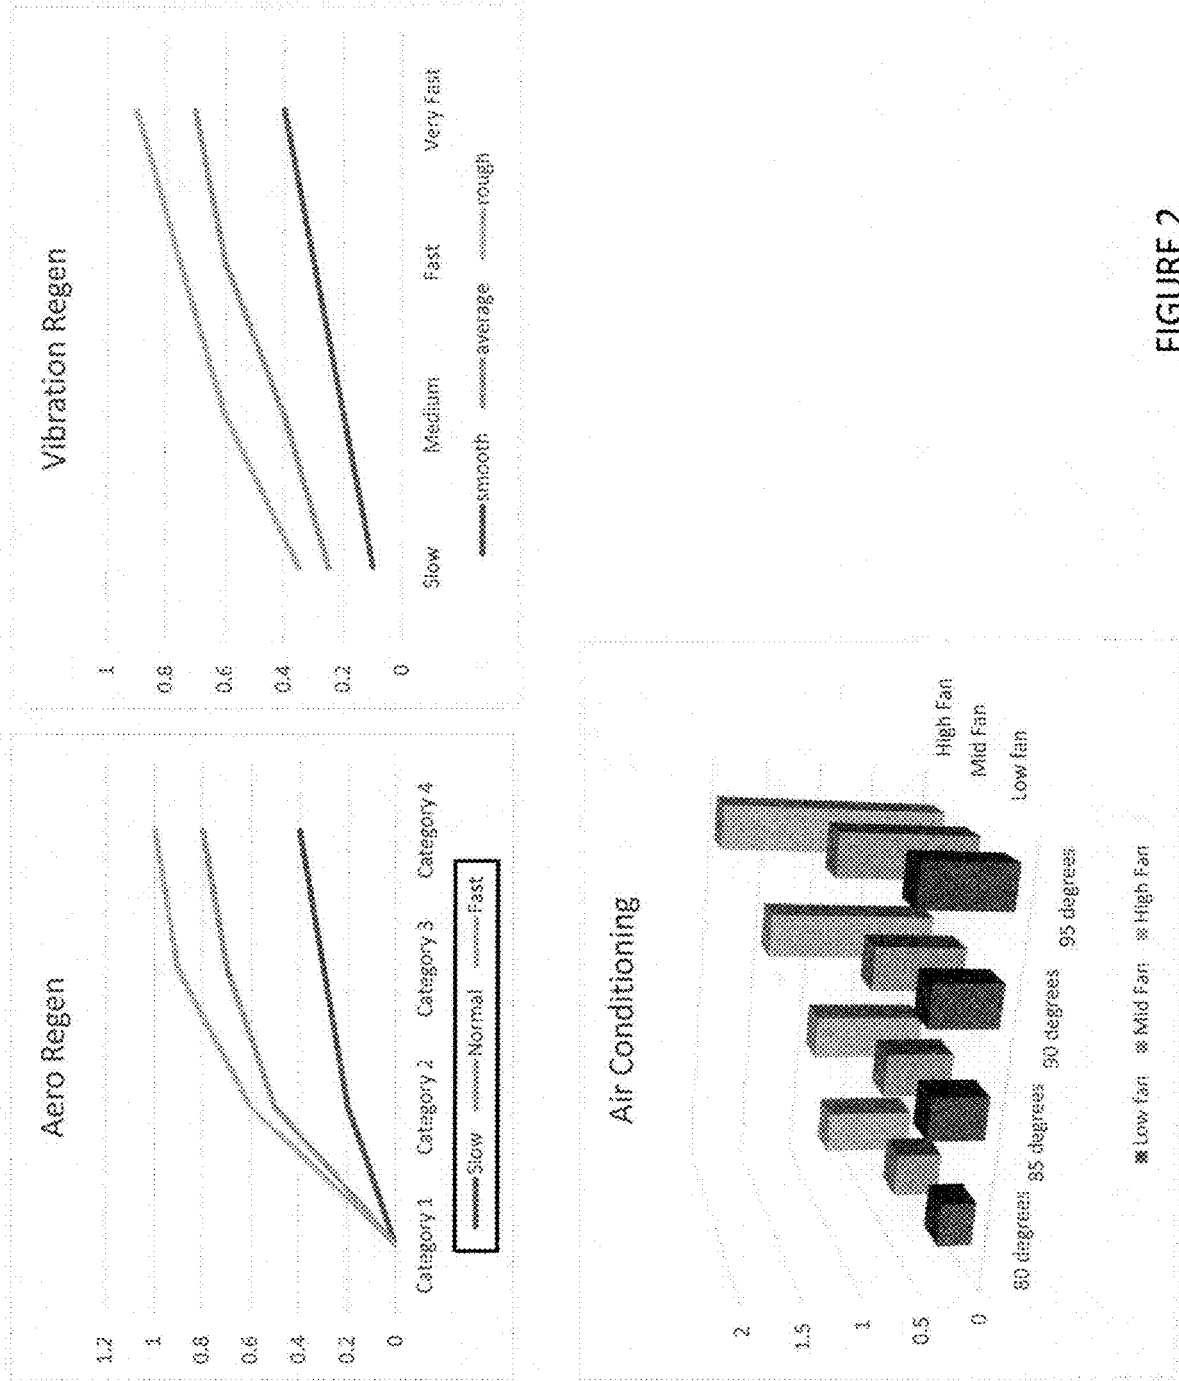 Aero Regen
1.2
1
0.8
0.6
0.4
0.2
0
Category 1 Category 2 Category 3 Category 4
Slow Normal Fast
Vibration Regen
1
0.8
0.6
0.4
0.2
0
Slow Medium Fast Very Fast
smooth average rough
Air Conditioning
2
1.5
1
0.5
0
80 degrees
85 degrees
90 degrees
95 degrees
High Fan
Mid Fan
Low fan
Low fan Mid Fan High Fan
FIGURE 2